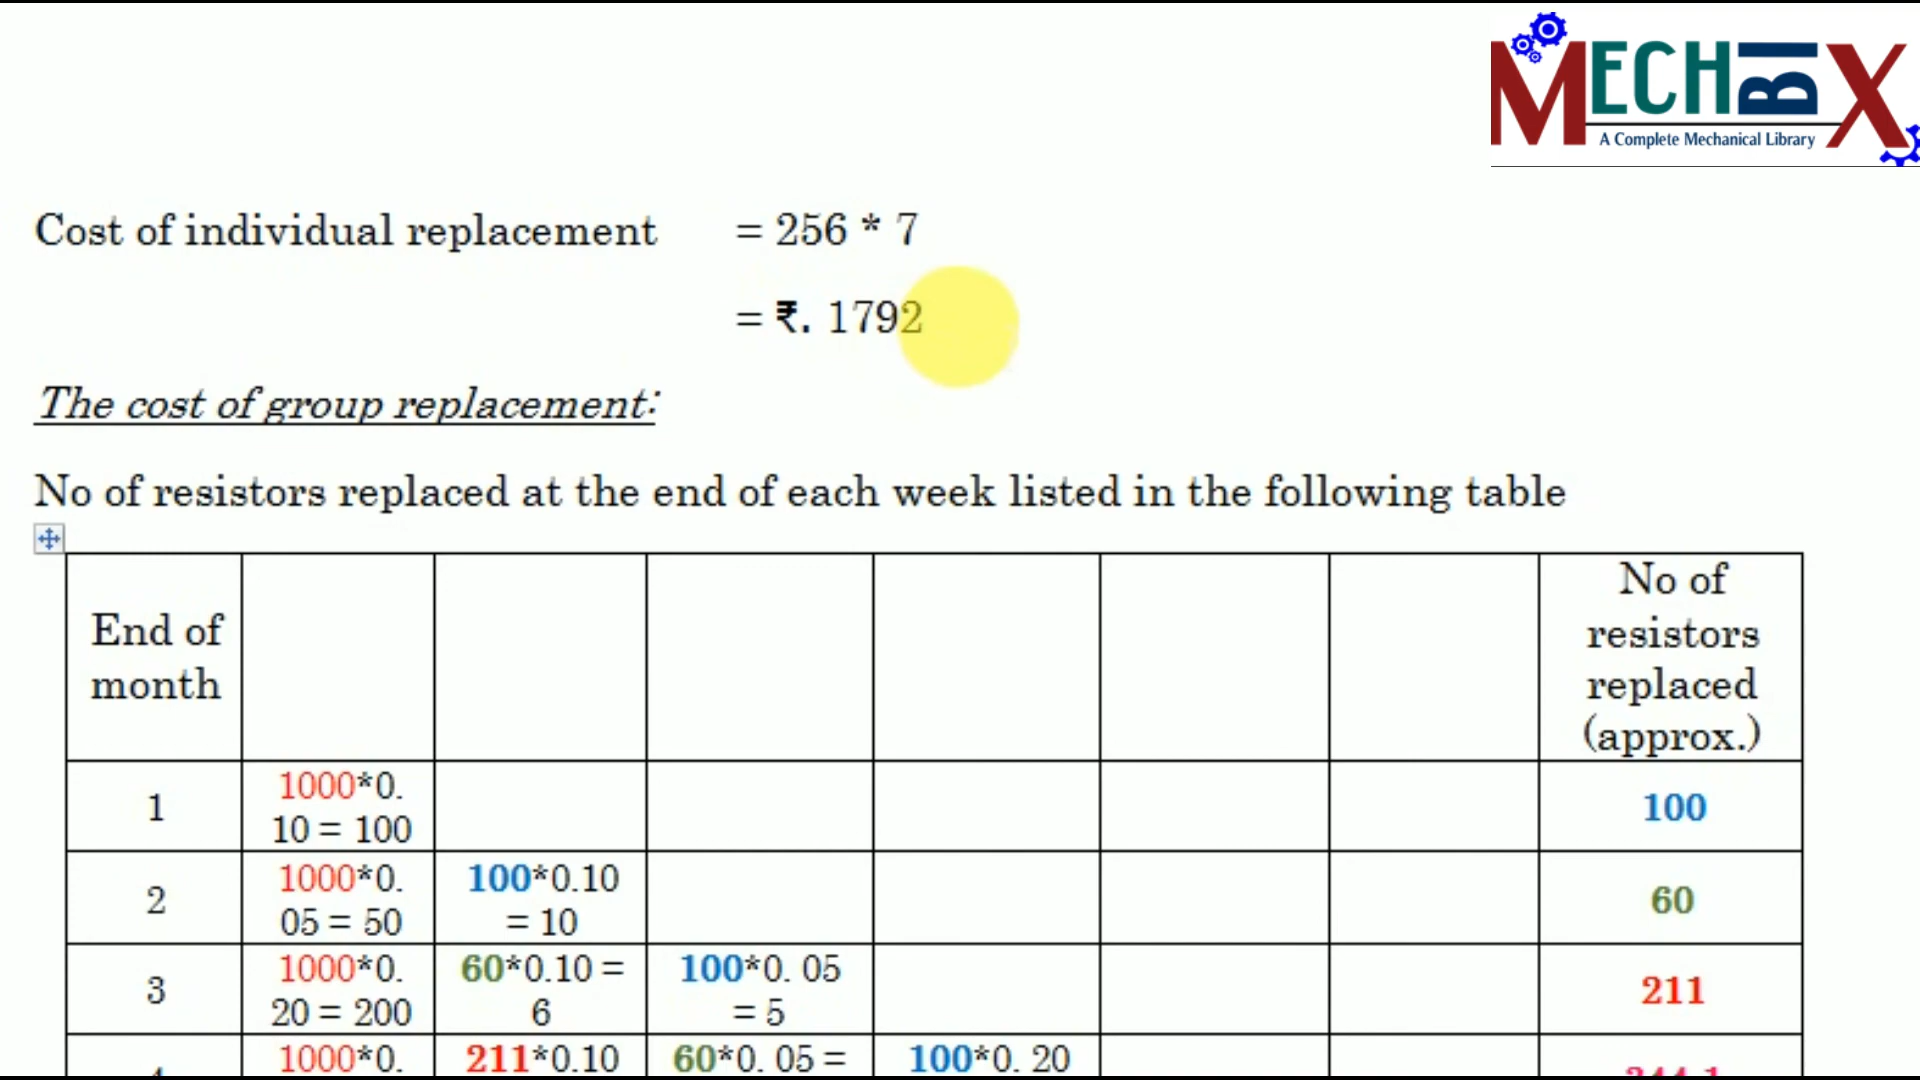 MECHBIX
A Complete Mechanical Library
Cost of individual replacement = 256 * 7
= ₹. 1792
The cost of group replacement:
No of resistors replaced at the end of each week listed in the following table
End of
month
No of
resistors
replaced
(approx.)
1
1000*0.
10 = 100
100
2
1000*0.
05 = 50
100*0.10
= 10
60
3
1000*0.
20 = 200
60*0.10 =
6
100*0. 05
= 5
211
1000*0.
211*0.10
60*0. 05 =
100*0. 20